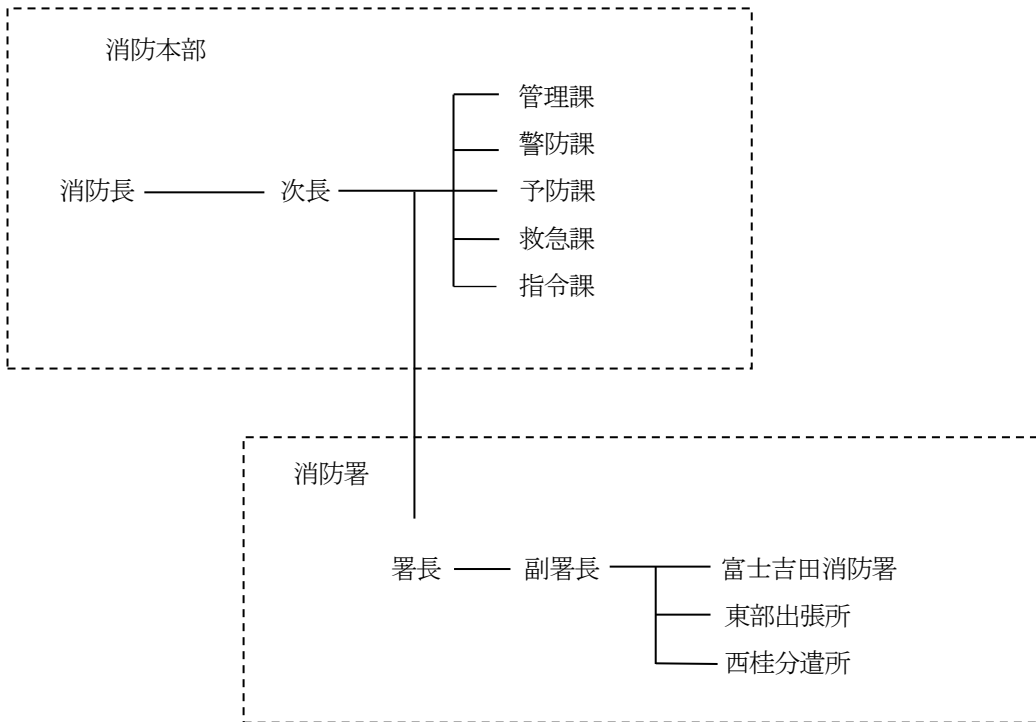 消防本部
管理課
警防課
消防長 次長 予防課
救急課
指令課
消防署
署長 副署長 富士吉田消防署
東部出張所
西桂分遣所